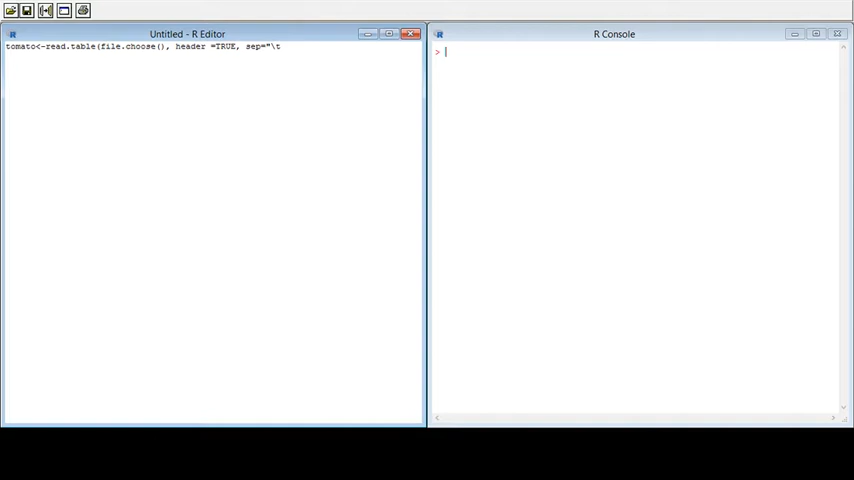 Untitled - R Editor
tomato<-read.table(file.choose(), header =TRUE, sep="\t
R Console
>